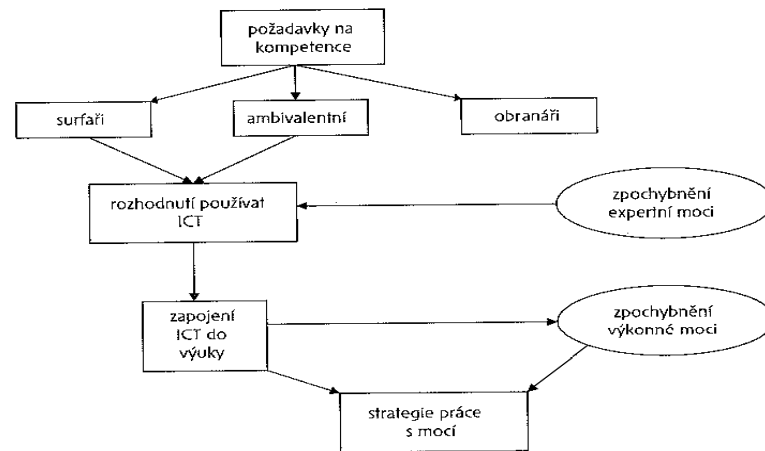 požadavky na
kompetence
surfaři
ambivalentní
obranáři
rozhodnutí používat
ICT
zpochybnění
expertní moci
zapojení
ICT do
výuky
zpochybnění
výkonné moci
strategie práce
s mocí